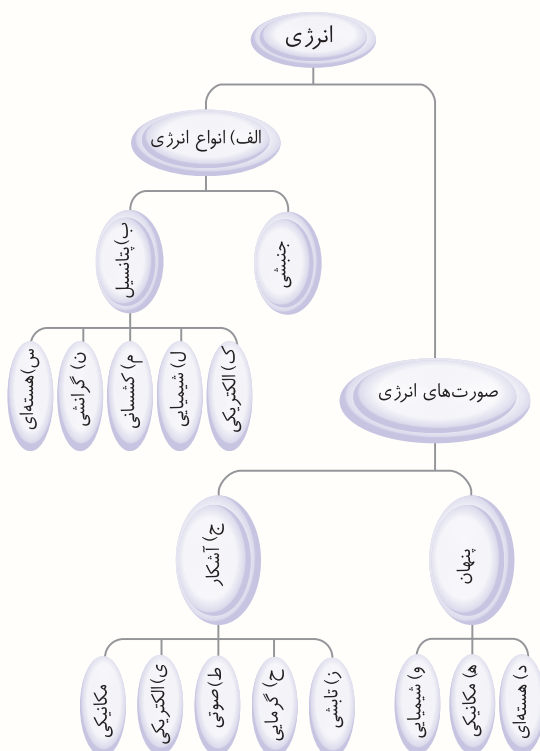 انرژی
الف) انواع انرژی
جنبشی
ب) پتانسیل
ک) الکتریکی
ل) شیمیایی
م) کشسانی
ن) گرانشی
س) هسته‌ای
صورت‌های انرژی
پنهان
ج) آشکار
د) هسته‌ای
ه) مکانیکی
و) شیمیایی
ز) تابشی
ح) گرمایی
ط) صوتی
ی) الکتریکی
مکانیکی